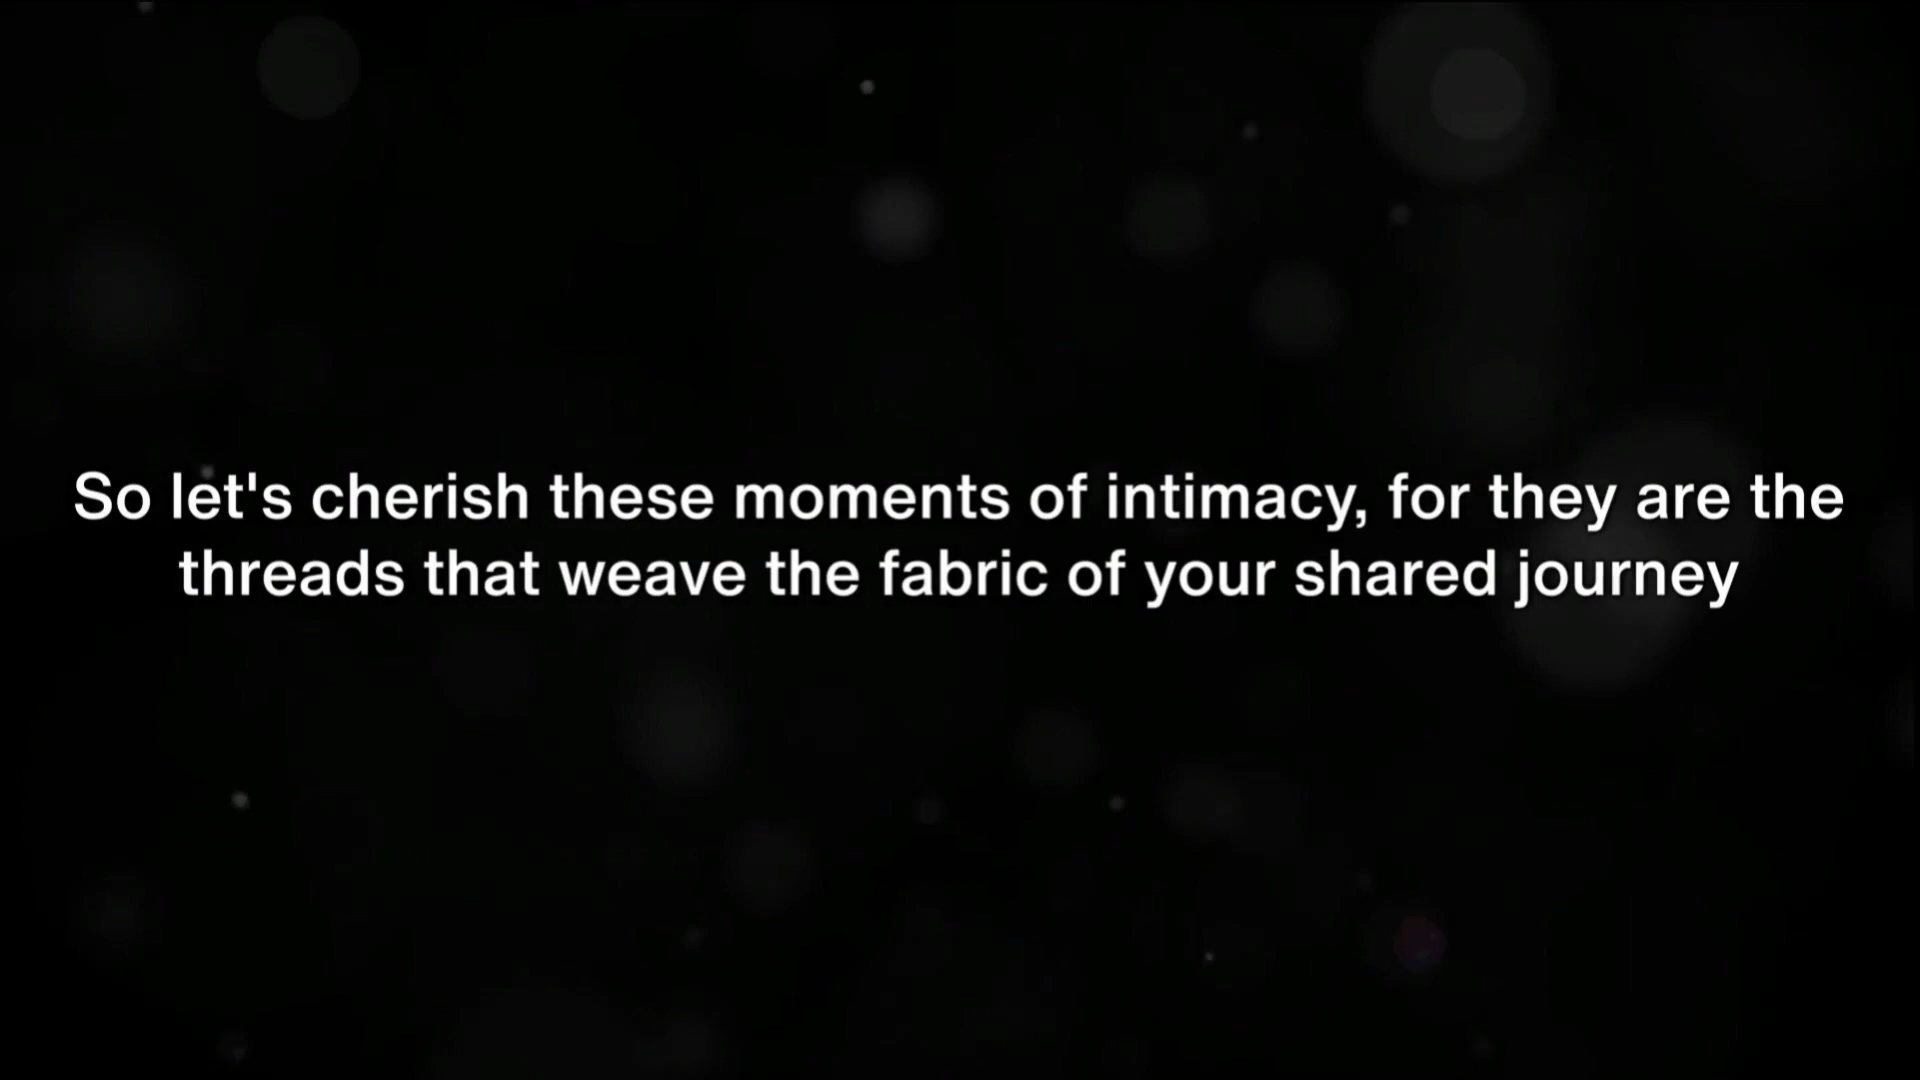 So let's cherish these moments of intimacy, for they are the
threads that weave the fabric of your shared journey